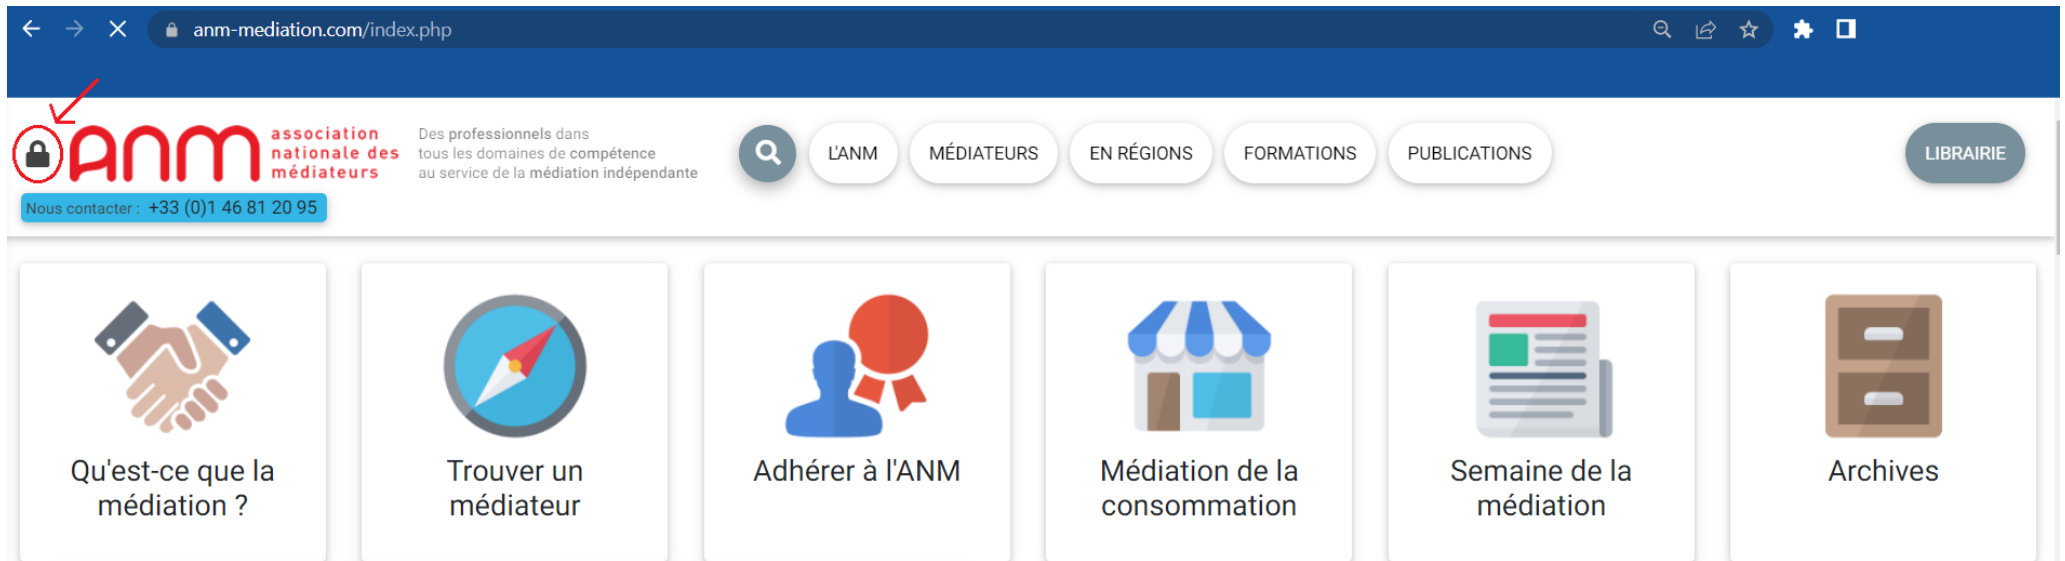 anm-mediation.com/index.php
anm
association
nationale des
médiateurs
Des professionnels dans
tous les domaines de compétence
au service de la médiation indépendante
L'ANM
MÉDIATEURS
EN RÉGIONS
FORMATIONS
PUBLICATIONS
LIBRAIRIE
Nous contacter : +33 (0)1 46 81 20 95
Qu'est-ce que la
médiation ?
Trouver un
médiateur
Adhérer à l'ANM
Médiation de la
consommation
Semaine de la
médiation
Archives